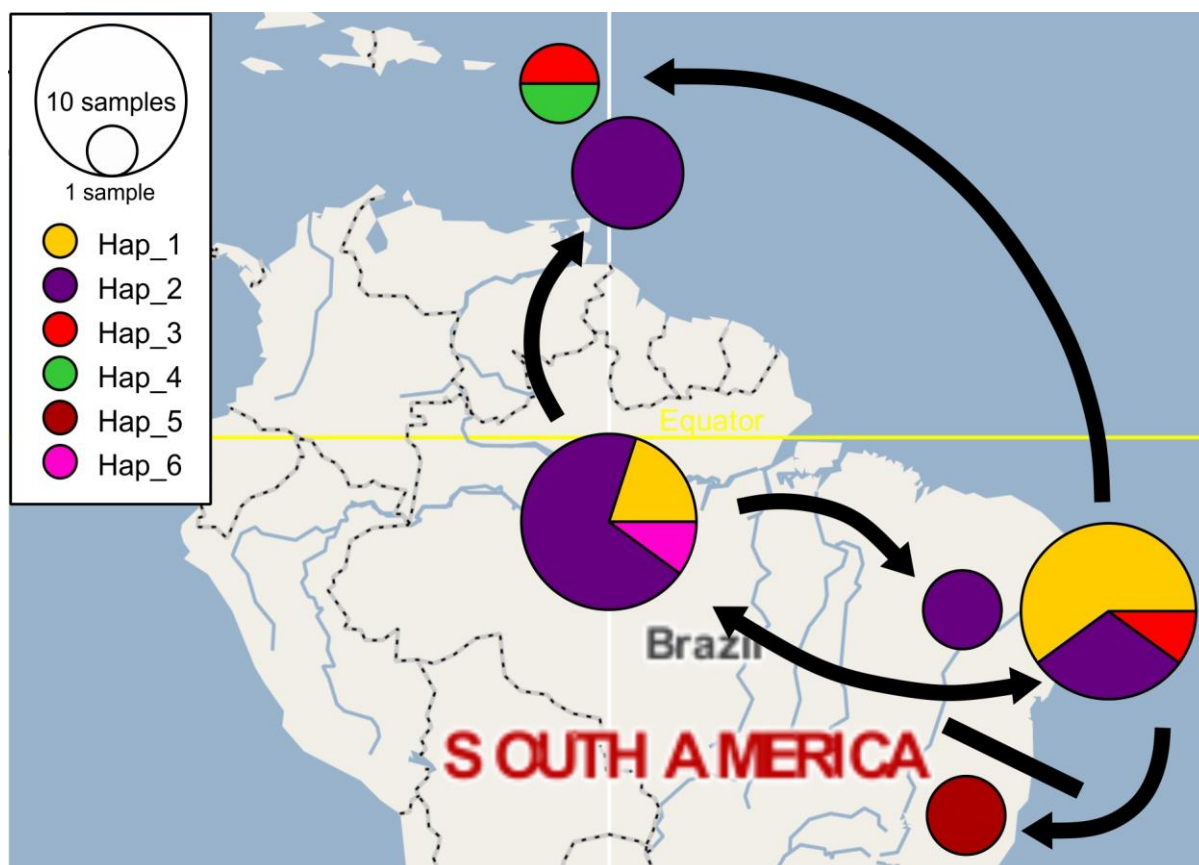 10 samples
1 sample
Hap_1
Hap_2
Hap_3
Hap_4
Hap_5
Hap_6
Equator
Brazil
SOUTH AMERICA